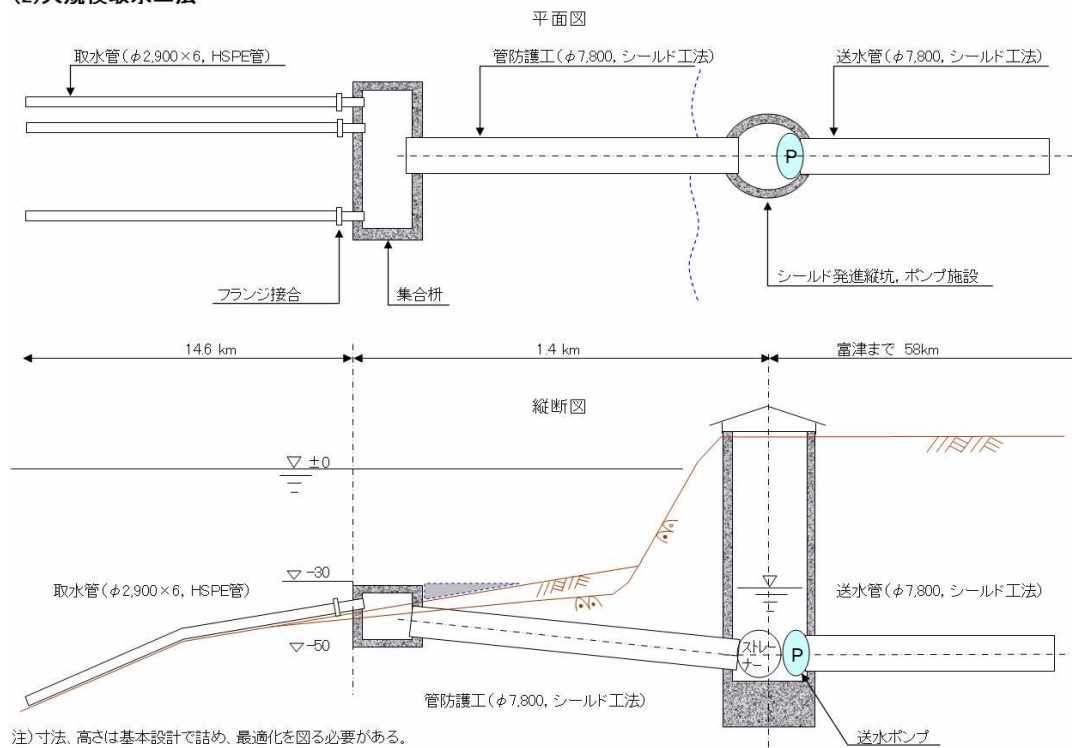 (2)大規模取水工法
平面図
取水管(φ2,900×6, HSPE管)
管防護工(φ7,800, シールド工法)
送水管(φ7,800, シールド工法)
P
フランジ接合
集合枡
シールド発進縦坑, ポンプ施設
14.6 km
1.4 km
富津まで 58km
縦断図
▽ ±0
▽ -30
取水管(φ2,900×6, HSPE管)
送水管(φ7,800, シールド工法)
▽ -50
ストレー
ナー
P
管防護工(φ7,800, シールド工法)
送水ポンプ
注)寸法、高さは基本設計で詰め、最適化を図る必要がある。